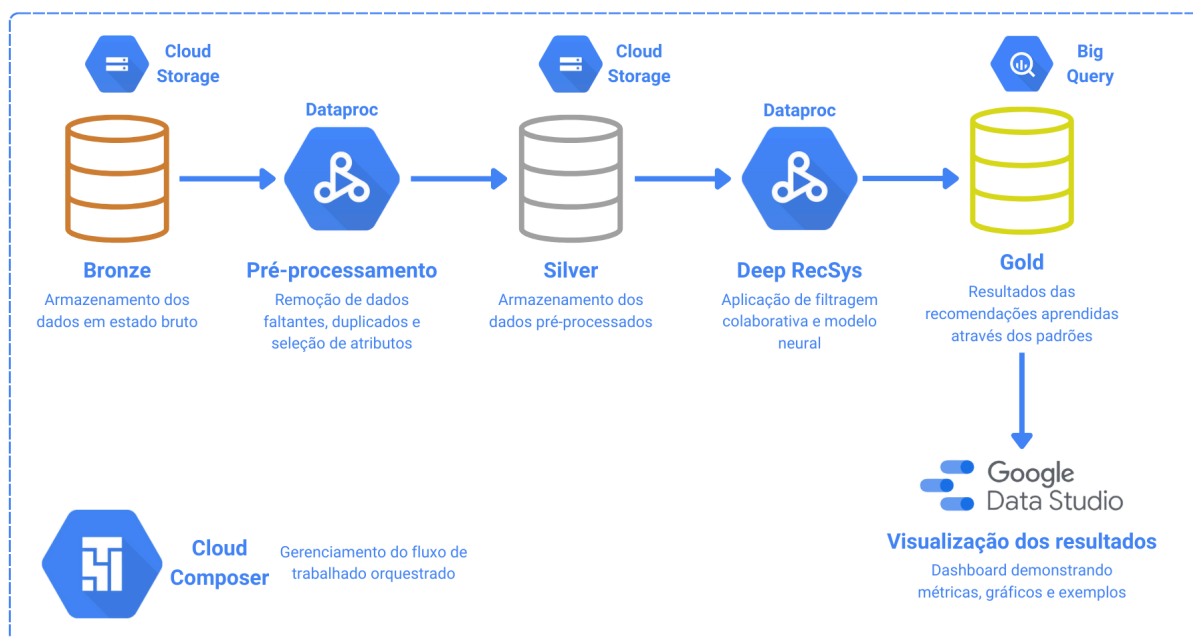 Cloud
Storage
Dataproc
Cloud
Storage
Dataproc
Big
Query
Bronze
Armazenamento dos
dados em estado bruto
Pré-processamento
Remoção de dados
faltantes, duplicados e
seleção de atributos
Silver
Armazenamento dos
dados pré-processados
Deep RecSys
Aplicação de filtragem
colaborativa e modelo
neural
Gold
Resultados das
recomendações aprendidas
através dos padrões
Google
Data Studio
Visualização dos resultados
Dashboard demonstrando
métricas, gráficos e exemplos
Cloud
Composer
Gerenciamento do fluxo de
trabalhado orquestrado